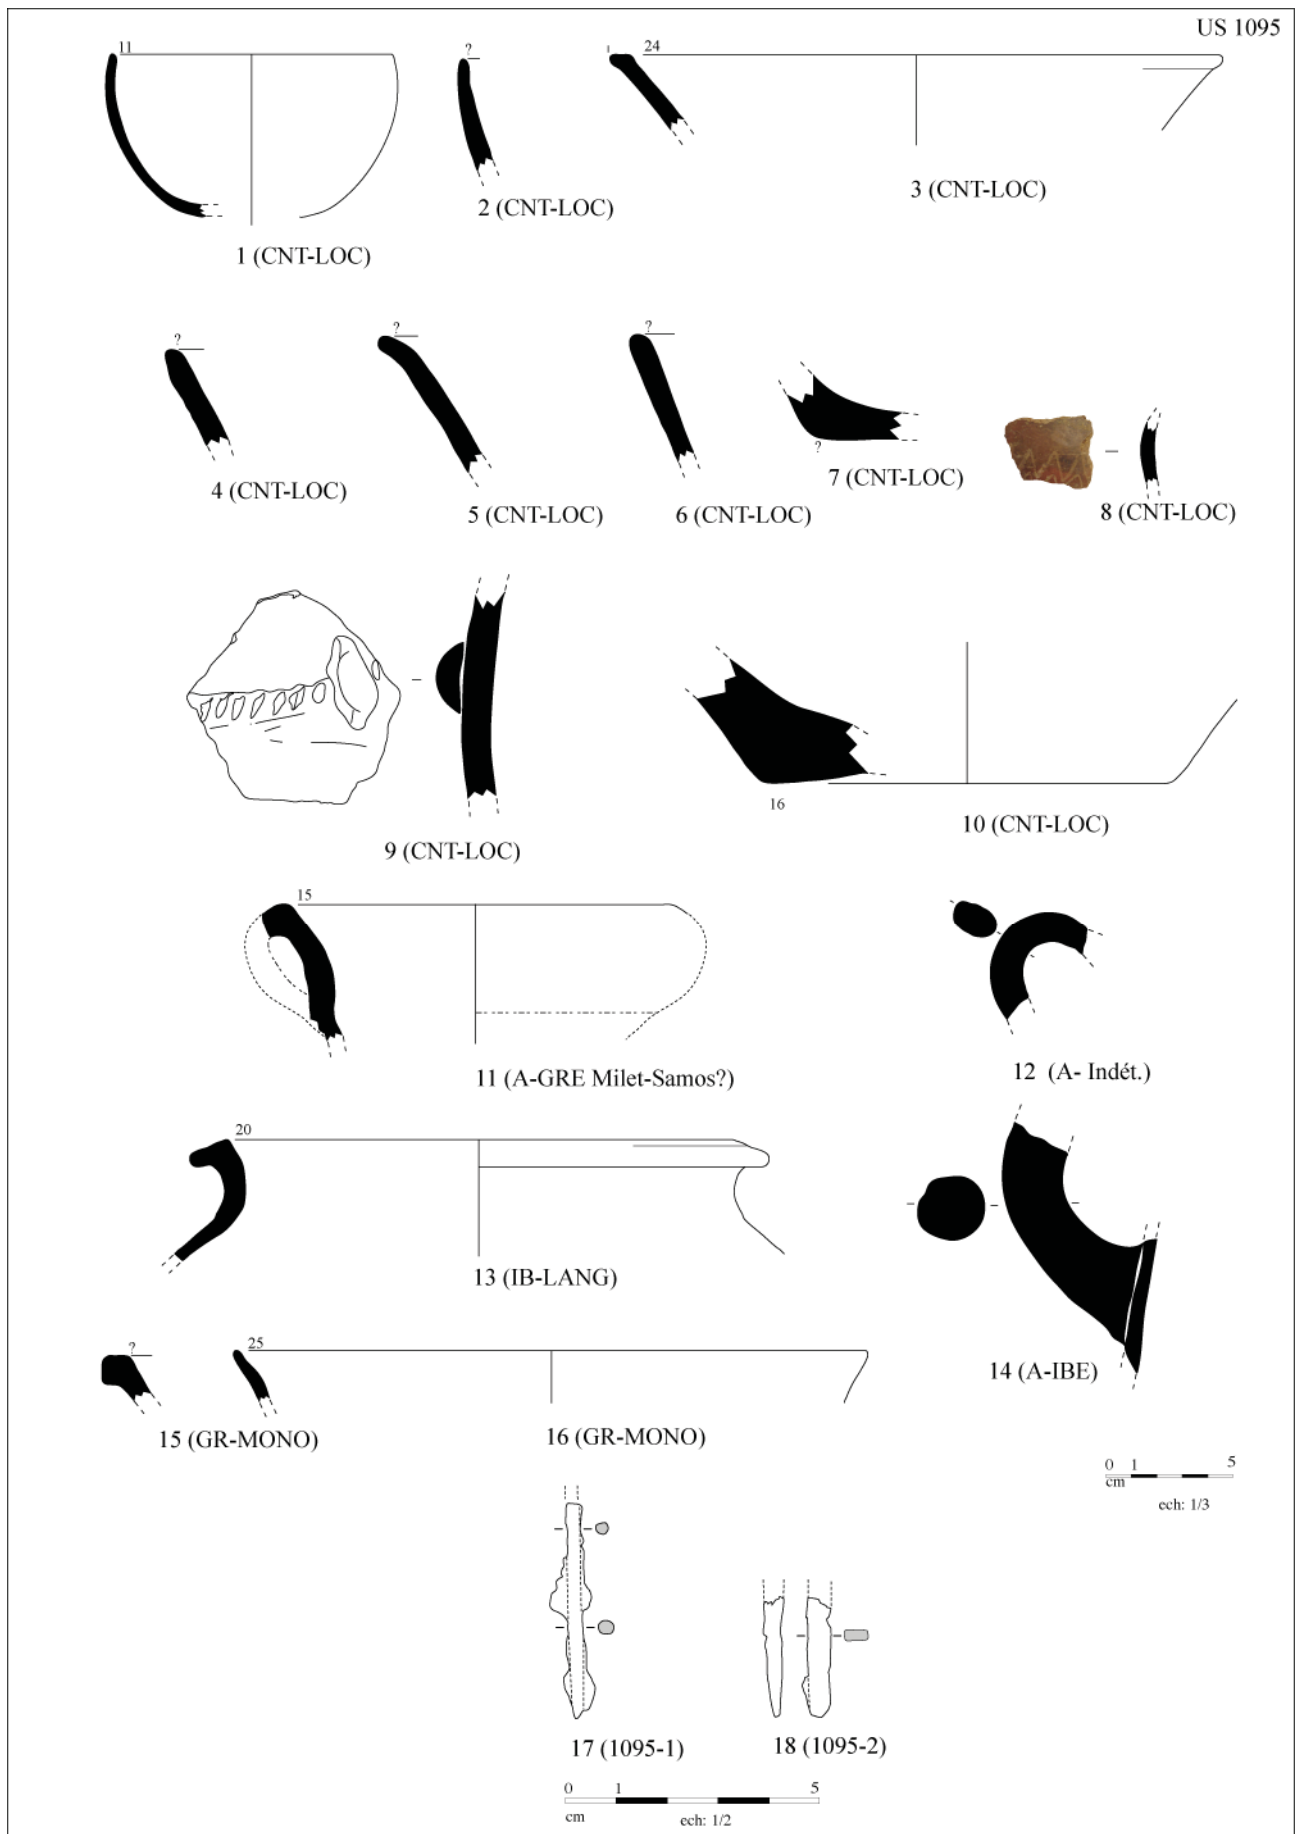 US 1095
11
?
24
3 (CNT-LOC)
2 (CNT-LOC)
1 (CNT-LOC)
?
?
?
?
7 (CNT-LOC)
4 (CNT-LOC)
8 (CNT-LOC)
5 (CNT-LOC)
6 (CNT-LOC)
16
10 (CNT-LOC)
9 (CNT-LOC)
15
12 (A- Indét.)
11 (A-GRE Milet-Samos?)
20
13 (IB-LANG)
?
25
14 (A-IBE)
15 (GR-MONO)
16 (GR-MONO)
0 1 5
cm
ech: 1/3
17 (1095-1)
18 (1095-2)
0 1 5
cm
ech: 1/2